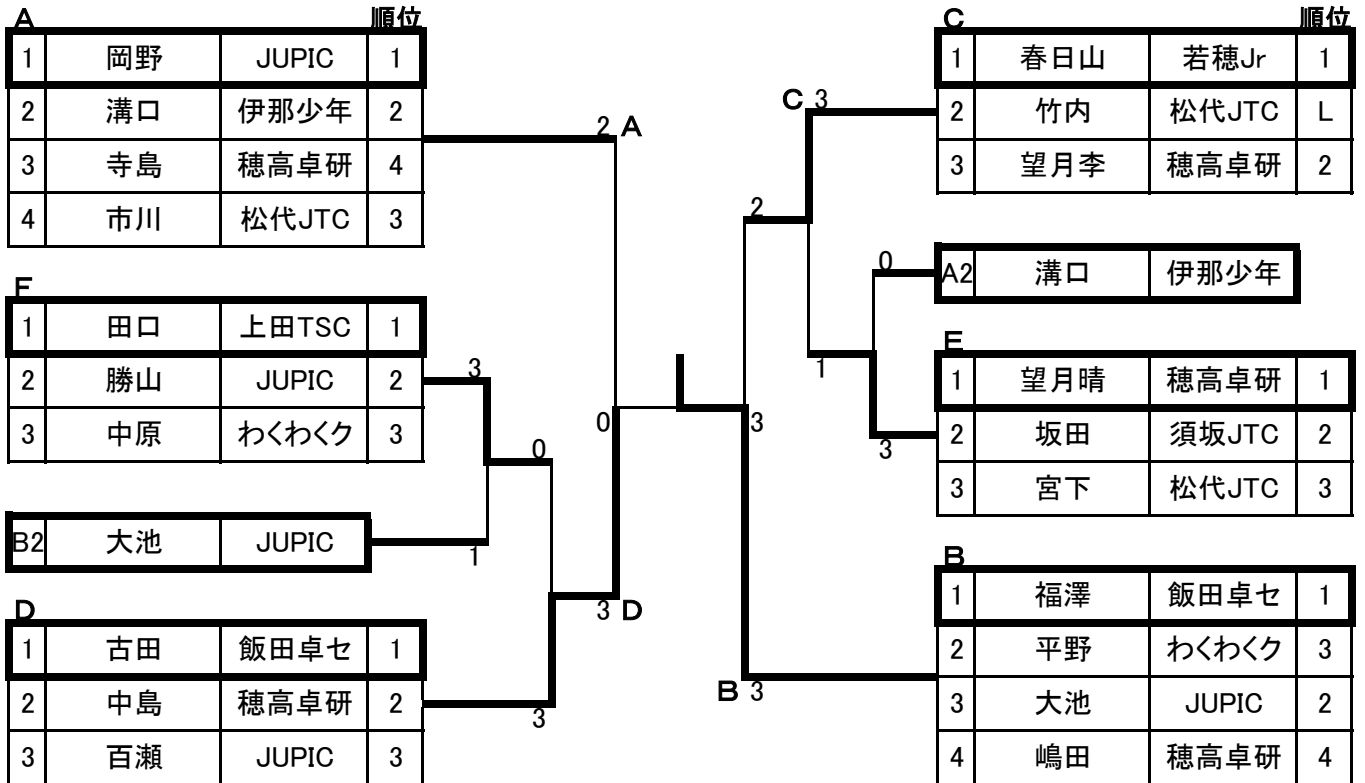 A 順位
1 岡野 JUPIC 1
2 溝口 伊那少年 2
3 寺島 穂高卓研 4
4 市川 松代JTC 3
F
1 田口 上田TSC 1
2 勝山 JUPIC 2
3 中原 わくわくク 3
B2 大池 JUPIC
D
1 古田 飯田卓セ 1
2 中島 穂高卓研 2
3 百瀬 JUPIC 3
2 A
3
0
1
3
0
3 D
C 3
2
0
1
3
3
B 3
C 順位
1 春日山 若穂Jr 1
2 竹内 松代JTC L
3 望月李 穂高卓研 2
A2 溝口 伊那少年
E
1 望月晴 穂高卓研 1
2 坂田 須坂JTC 2
3 宮下 松代JTC 3
B
1 福澤 飯田卓セ 1
2 平野 わくわくク 3
3 大池 JUPIC 2
4 嶋田 穂高卓研 4